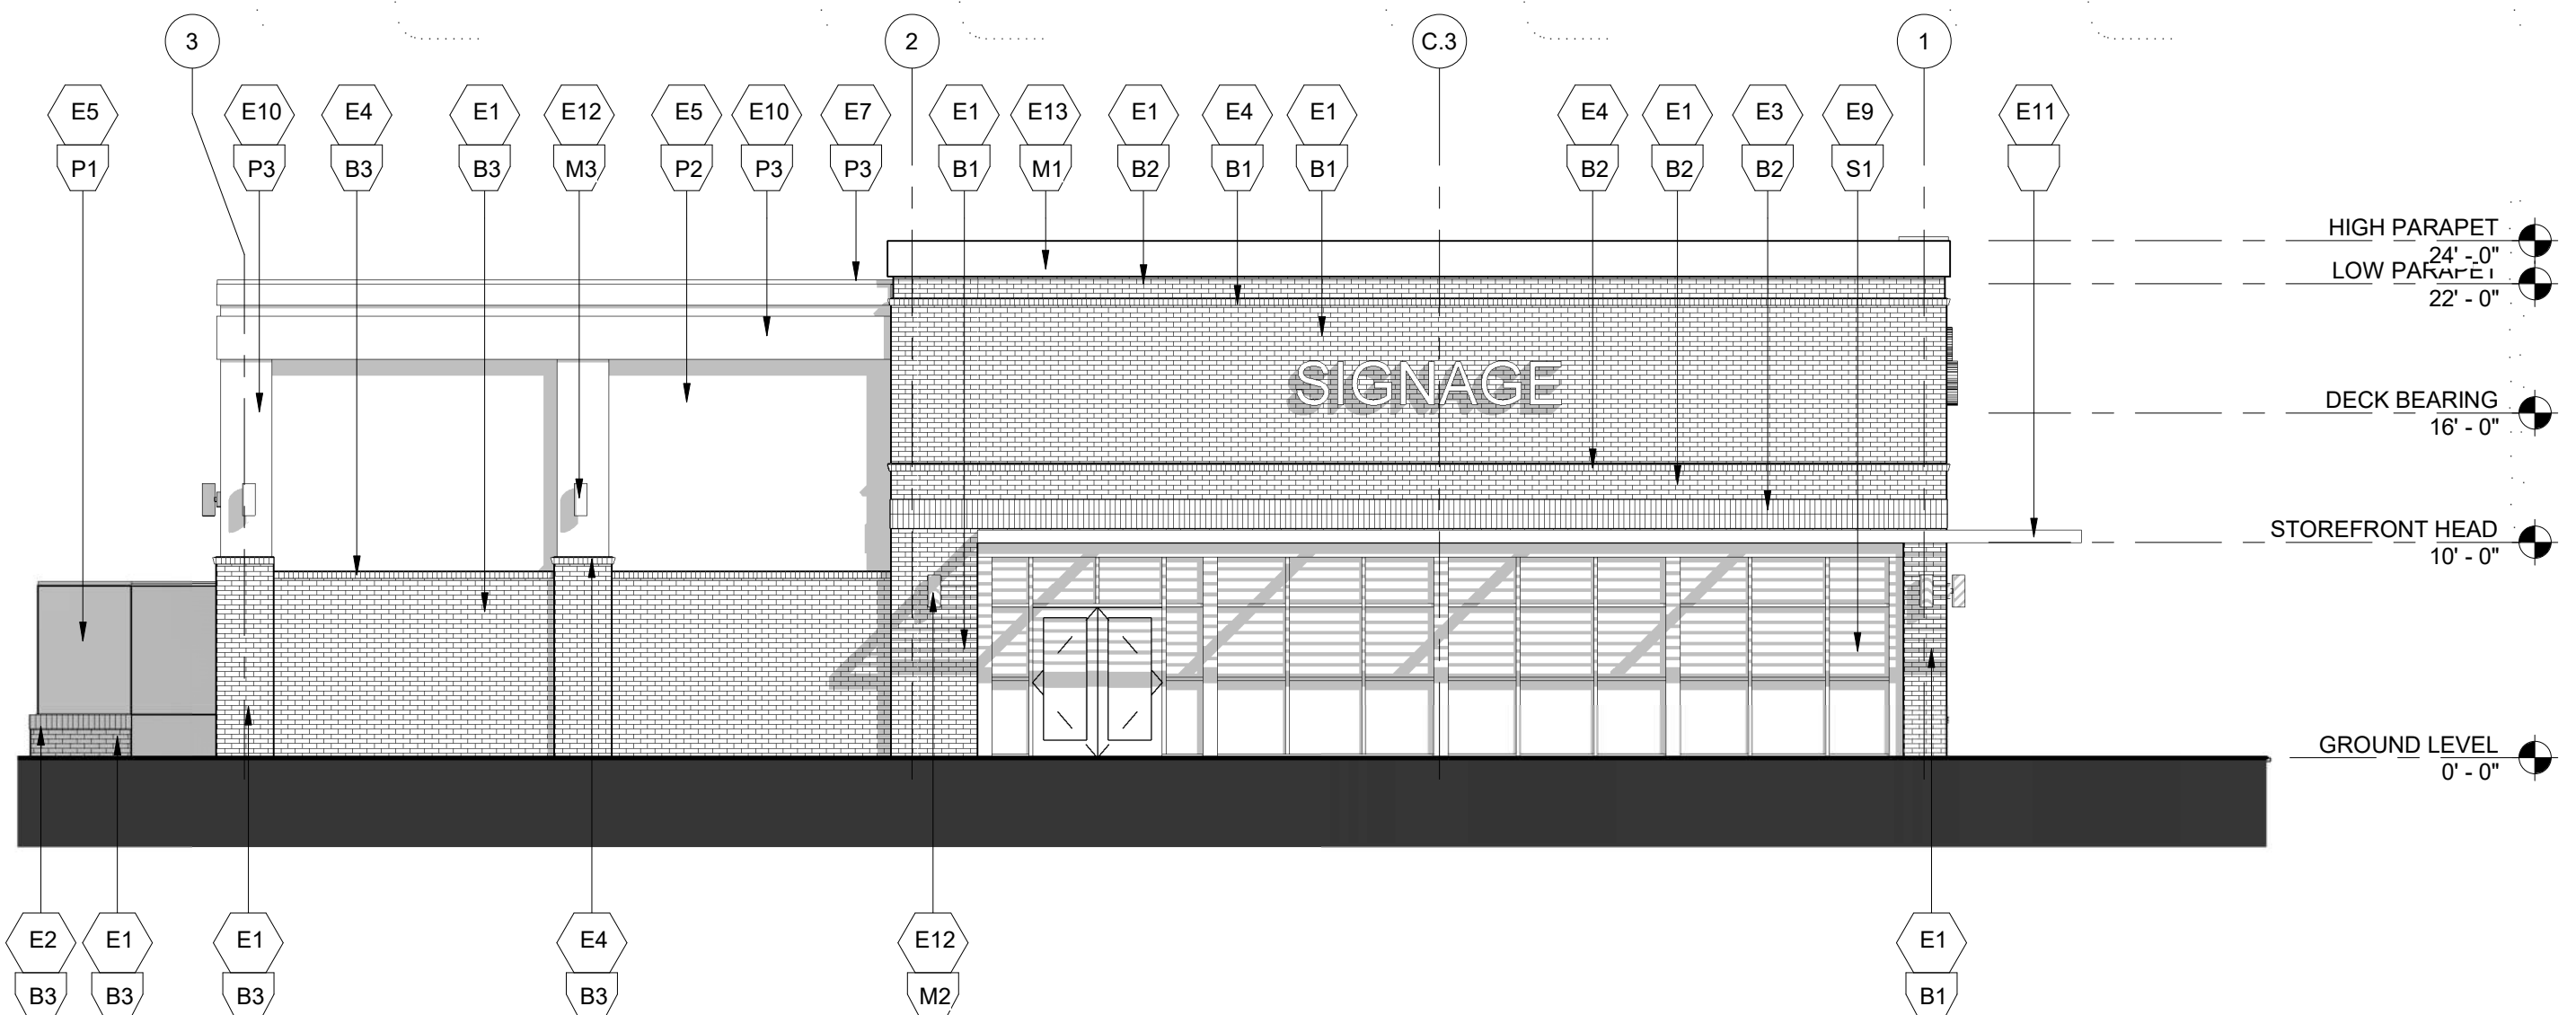 3 2 C.3 1
E5 E10 E4 E1 E12 E5 E10 E7 E1 E13 E1 E4 E1 E4 E1 E3 E9 E11
P1 P3 B3 B3 M3 P2 P3 P3 B1 M1 B2 B1 B1 B2 B2 B2 S1
HIGH PARAPET
24' - 0"
LOW PARAPET
22' - 0"
SIGNAGE
DECK BEARING
16' - 0"
STOREFRONT HEAD
10' - 0"
GROUND LEVEL
0' - 0"
E2 E1 E1 E4 E12 E1
B3 B3 B3 B3 M2 B1